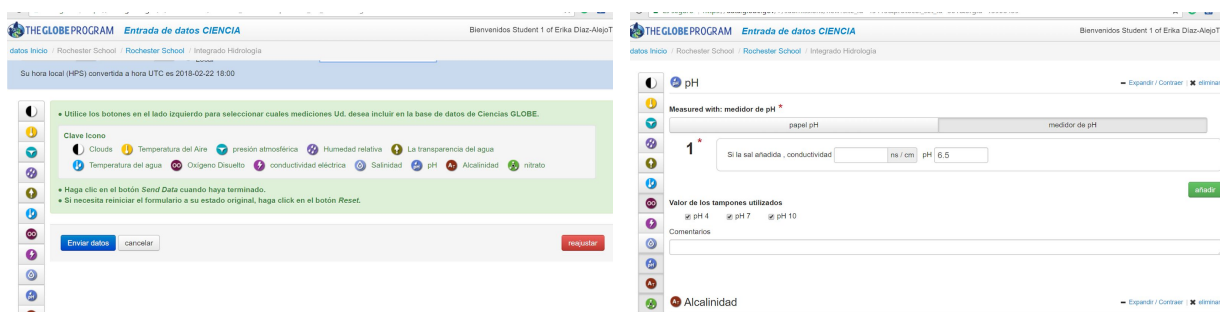 THE GLOBE PROGRAM Entrada de datos CIENCIA
Bienvenidos Student 1 of Erika Díaz-AlejoT
datos Inicio / Rochester School / Rochester School / Integrado Hidrología
Su hora local (HPS) convertida a hora UTC es 2018-02-22 18:00
• Utilice los botones en el lado izquierdo para seleccionar cuales mediciones Ud. desea incluir en la base de datos de Ciencias GLOBE.
Clave Icono
Clouds Temperatura del Aire presión atmosférica Humedad relativa La transparencia del agua
Temperatura del agua Oxígeno Disuelto conductividad eléctrica Salinidad pH Alcalinidad nitrato
• Haga clic en el botón Send Data cuando haya terminado.
• Si necesita reiniciar el formulario a su estado original, haga click en el botón Reset.
Enviar datos cancelar reajustar
THE GLOBE PROGRAM Entrada de datos CIENCIA
Bienvenidos Student 1 of Erika Díaz-AlejoT
datos Inicio / Rochester School / Rochester School / Integrado Hidrología
pH
Expandir / Contraer | ✖ eliminar
Measured with: medidor de pH *
papel pH medidor de pH
1 * Si la sal añadida , conductividad ns / cm pH 6.5
añadir
Valor de los tampones utilizados
pH 4 pH 7 pH 10
Comentarios
Alcalinidad
Expandir / Contraer | ✖ eliminar